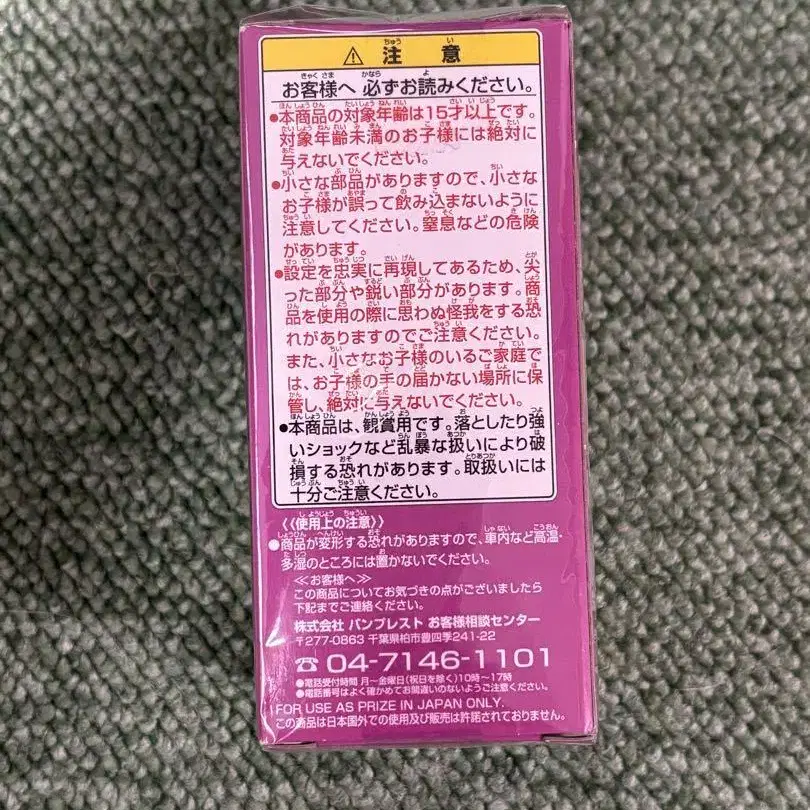 ⚠ 注意
お客様へ 必ずお読みください。
●本商品の対象年齢は15才以上です。
対象年齢未満のお子様には絶対に
与えないでください。
●小さな部品がありますので、小さな
お子様が誤って飲み込まないように
注意してください。窒息などの危険
があります。
●設定を忠実に再現してあるため、尖
った部分や鋭い部分があります。商
品を使用の際に思わぬ怪我をする恐
れがありますのでご注意ください。
また、小さなお子様のいるご家庭で
は、お子様の手の届かない場所に保
管し、絶対に与えないでください。
●本商品は、観賞用です。落としたり強
いショックなど乱暴な扱いにより破
損する恐れがあります。取扱いには
十分ご注意ください。
《使用上の注意》
●商品が変形する恐れがありますので、車内など高温・
多湿のところには置かないでください。
≪お客様へ≫
この商品についてお気づきの点がございましたら
下記までご連絡ください。
株式会社 バンプレスト お客様相談センター
〒277-0863 千葉県柏市豊四季241-22
☎ 04-7146-1101
●電話受付時間 月～金曜日(祝日を除く)10時～17時
●電話番号はよく確かめてお間違いのないようご注意ください。
FOR USE AS PRIZE IN JAPAN ONLY.
この商品は日本国外での使用及び販売は許諾されておりません。